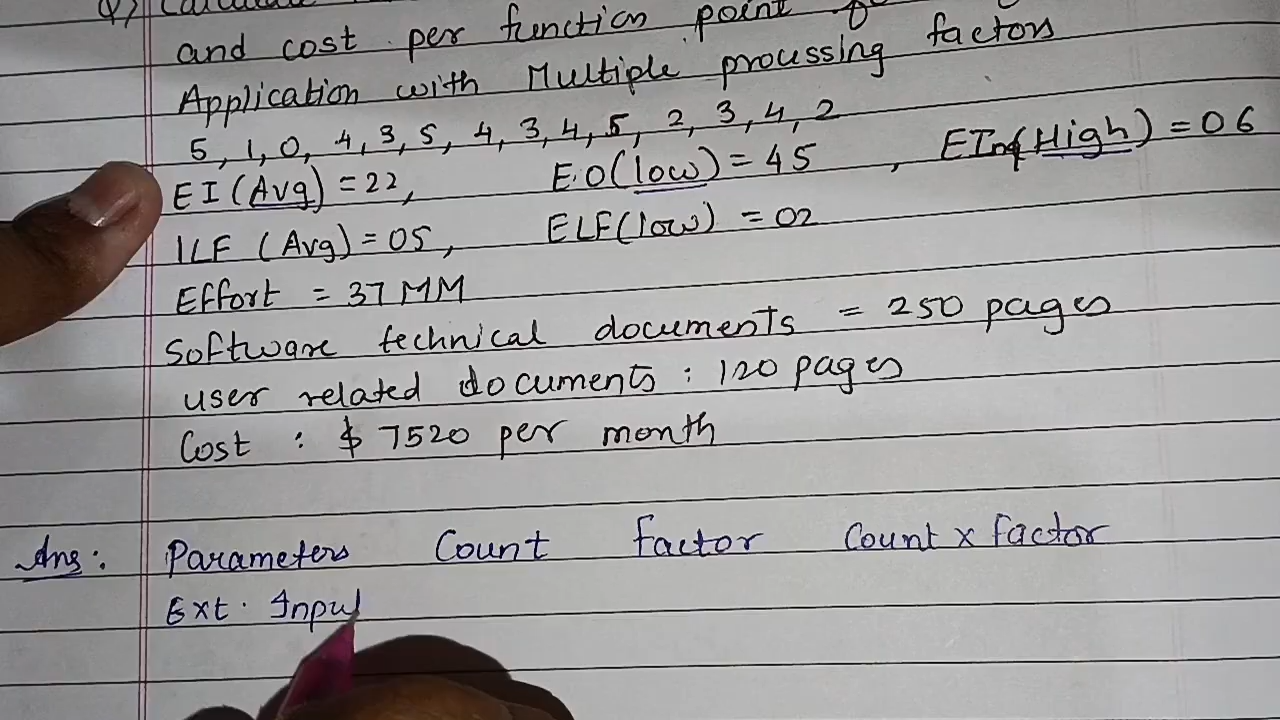 Q)
and cost per function point
Application with Multiple processing factors
5, 1, 0, 4, 3, 5, 4, 3, 4, 5, 2, 3, 4, 2
EI (Avg) = 22, E.O (low) = 45, EInf (High) = 06
ILF (Avg) = 05, ELF (low) = 02
Effort = 37 MM
Software technical documents = 250 pages
user related documents : 120 pages
Cost : $ 7520 per month
Ans: Parameters Count factor Count x factor
Ext. Input